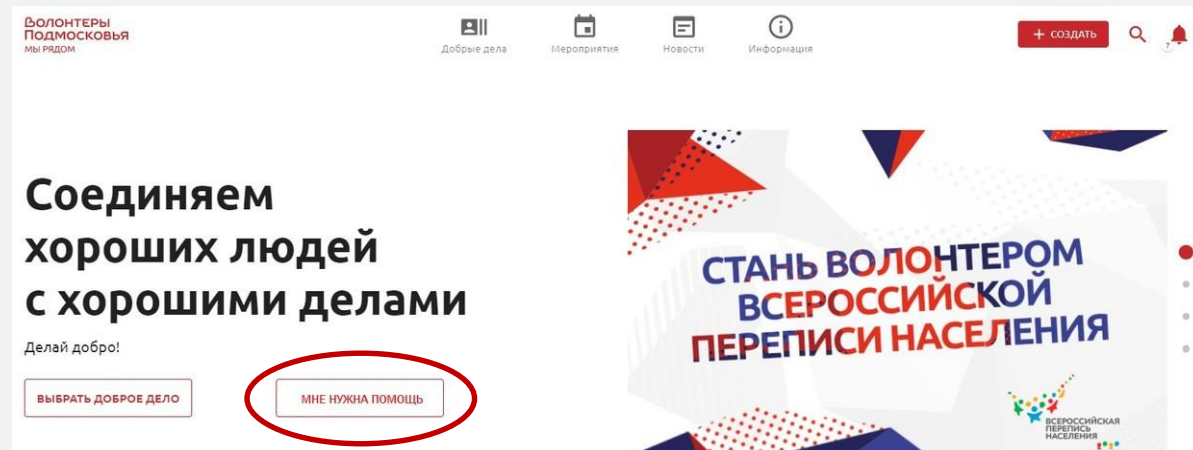 Волонтеры
Подмосковья
мы рядом
Добрые дела
Мероприятия
Новости
Информация
+ СОЗДАТЬ
7
Соединяем
хороших людей
с хорошими делами
Делай добро!
ВЫБРАТЬ ДОБРОЕ ДЕЛО
МНЕ НУЖНА ПОМОЩЬ
СТАНЬ ВОЛОНТЕРОМ
ВСЕРОССИЙСКОЙ
ПЕРЕПИСИ НАСЕЛЕНИЯ
ВСЕРОССИЙСКАЯ
ПЕРЕПИСЬ
НАСЕЛЕНИЯ